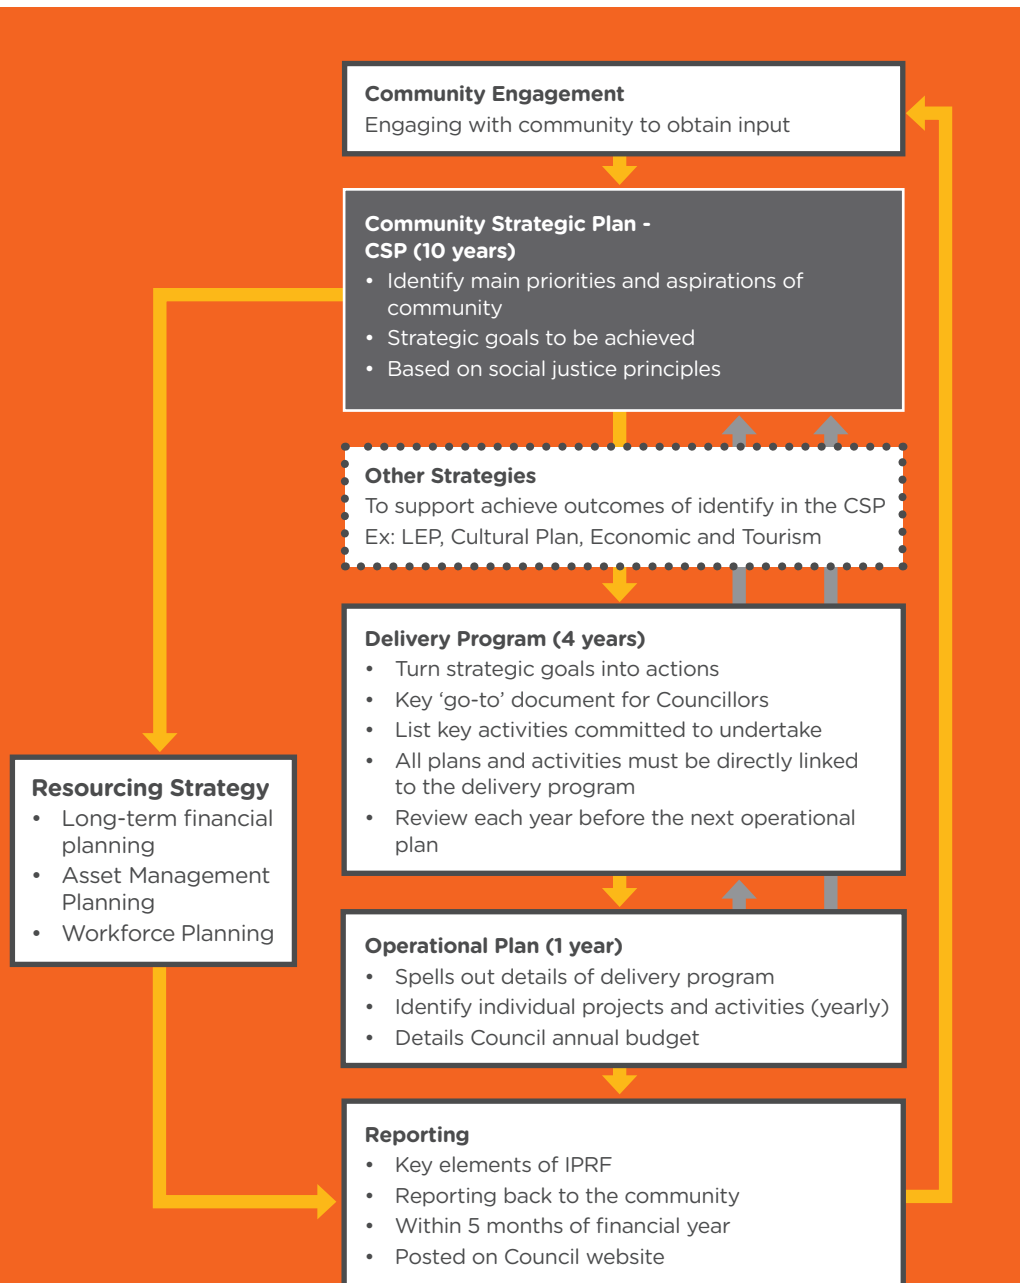 Community Engagement
Engaging with community to obtain input
Community Strategic Plan -
CSP (10 years)
• Identify main priorities and aspirations of
community
• Strategic goals to be achieved
• Based on social justice principles
Other Strategies
To support achieve outcomes of identify in the CSP
Ex: LEP, Cultural Plan, Economic and Tourism
Delivery Program (4 years)
• Turn strategic goals into actions
• Key ‘go-to’ document for Councillors
• List key activities committed to undertake
• All plans and activities must be directly linked
to the delivery program
• Review each year before the next operational
plan
Resourcing Strategy
• Long-term financial
planning
• Asset Management
Planning
• Workforce Planning
Operational Plan (1 year)
• Spells out details of delivery program
• Identify individual projects and activities (yearly)
• Details Council annual budget
Reporting
• Key elements of IPRF
• Reporting back to the community
• Within 5 months of financial year
• Posted on Council website